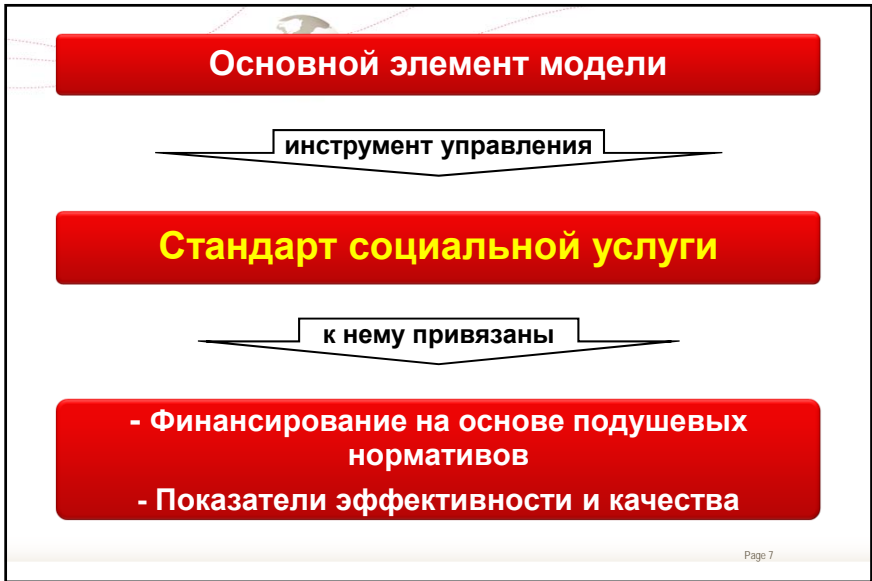 Основной элемент модели
инструмент управления
Стандарт социальной услуги
к нему привязаны
- Финансирование на основе подушевых
нормативов
- Показатели эффективности и качества
Page 7